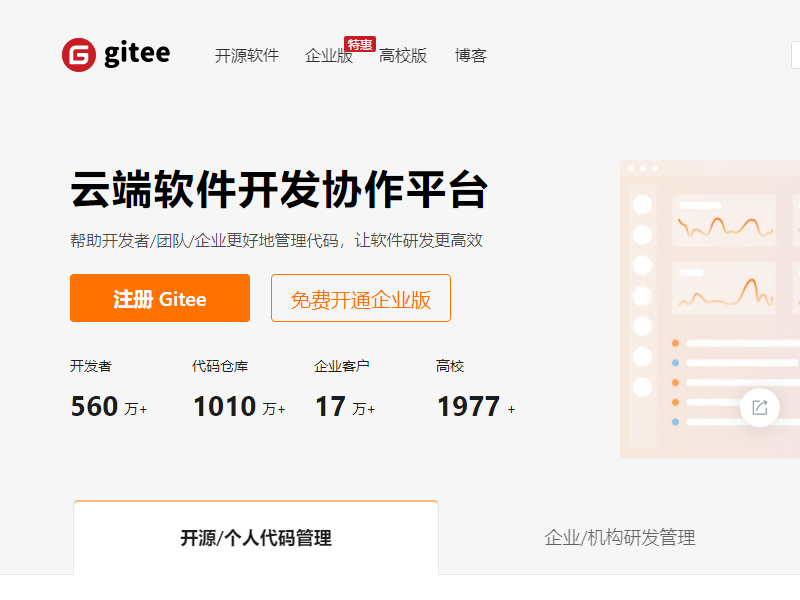 gitee
开源软件 企业版 特惠 高校版 博客
云端软件开发协作平台
帮助开发者/团队/企业更好地管理代码，让软件研发更高效
注册 Gitee 免费开通企业版
开发者 代码仓库 企业客户 高校
560 万+ 1010 万+ 17 万+ 1977 +
开源/个人代码管理 企业/机构研发管理